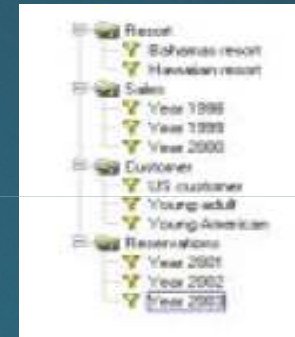 Resort
Bahamas resort
Hawaiian resort
Sales
Year 1998
Year 1999
Year 2000
Customer
US customer
Young adult
Young American
Reservations
Year 2001
Year 2002
Year 2003